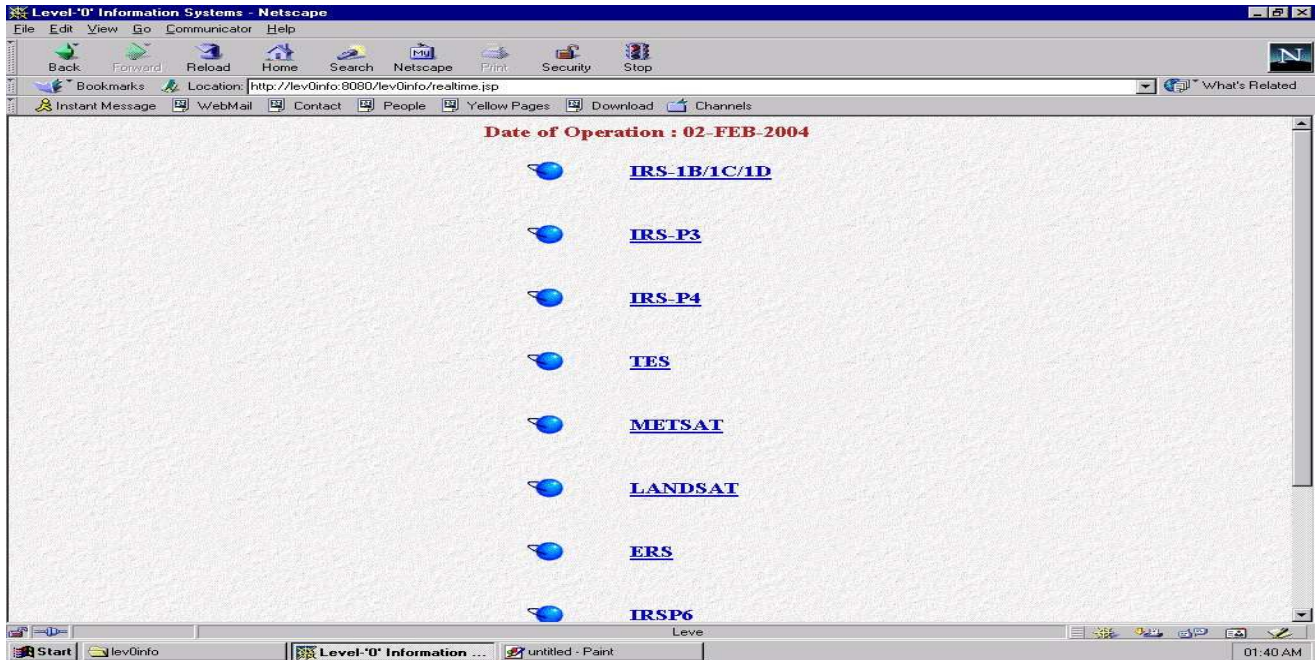 Level-'0' Information Systems - Netscape
File Edit View Go Communicator Help
Back Forward Reload Home Search My Netscape Print Security Stop N
Bookmarks Location: http://lev0info:8080/lev0info/realtime.jsp What's Related
Instant Message WebMail Contact People Yellow Pages Download Channels
Date of Operation : 02-FEB-2004
IRS-1B/1C/1D
IRS-P3
IRS-P4
TES
METSAT
LANDSAT
ERS
IRSP6
Leve
Start lev0info Level-'0' Information ... untitled - Paint 01:40 AM